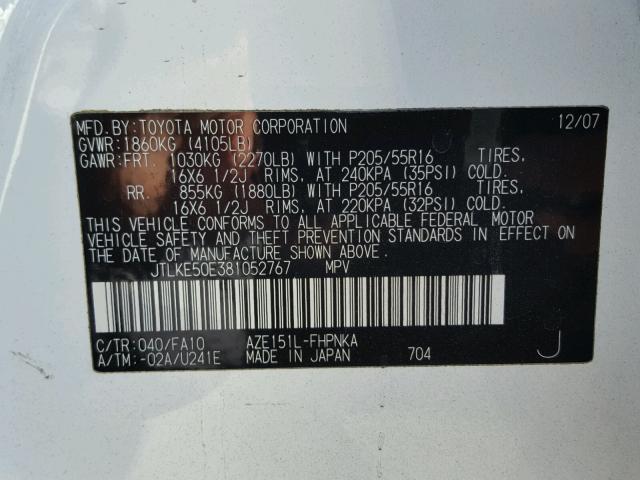 MFD.BY:TOYOTA MOTOR CORPORATION 12/07
GVWR:1860KG (4105LB)
GAWR:FRT. 1030KG (2270LB) WITH P205/55R16 TIRES,
16X6 1/2J RIMS, AT 240KPA (35PSI) COLD.
RR. 855KG (1880LB) WITH P205/55R16 TIRES,
16X6 1/2J RIMS, AT 220KPA (32PSI) COLD.
THIS VEHICLE CONFORMS TO ALL APPLICABLE FEDERAL MOTOR
VEHICLE SAFETY AND THEFT PREVENTION STANDARDS IN EFFECT ON
THE DATE OF MANUFACTURE SHOWN ABOVE.
JTLKE50E381052767 MPV
C/TR:040/FA10 AZE151L-FHPNKA
A/TM:-02A/U241E MADE IN JAPAN 704 J